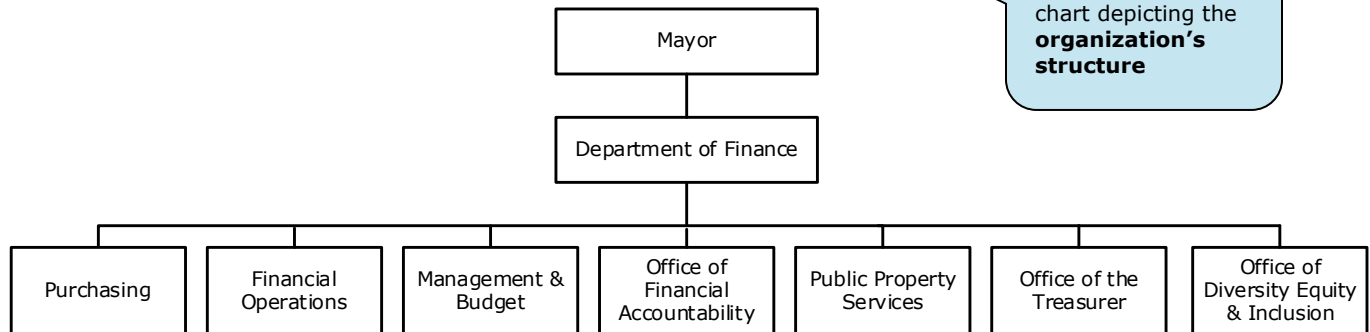 chart depicting the
organization's
structure
Mayor
Department of Finance
Purchasing
Financial
Operations
Management &
Budget
Office of
Financial
Accountability
Public Property
Services
Office of the
Treasurer
Office of
Diversity Equity
& Inclusion